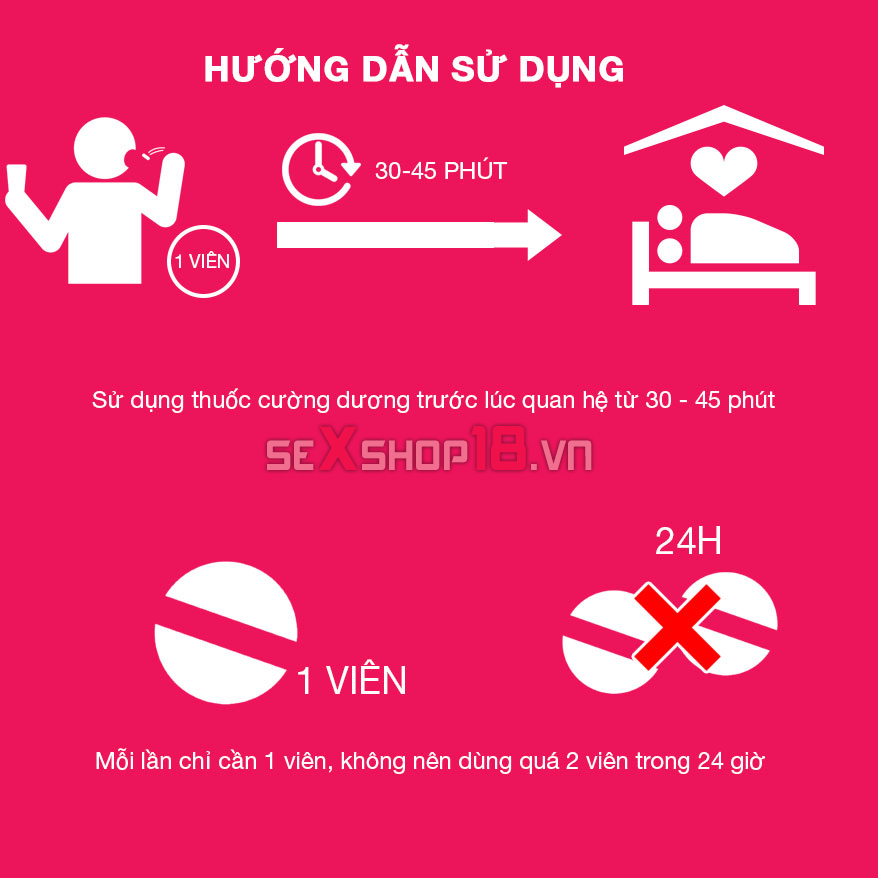 HƯỚNG DẪN SỬ DỤNG
30-45 PHÚT
1 VIÊN
Sử dụng thuốc cường dương trước lúc quan hệ từ 30 - 45 phút
seXshop18.vn
24H
1 VIÊN
Mỗi lần chỉ cần 1 viên, không nên dùng quá 2 viên trong 24 giờ